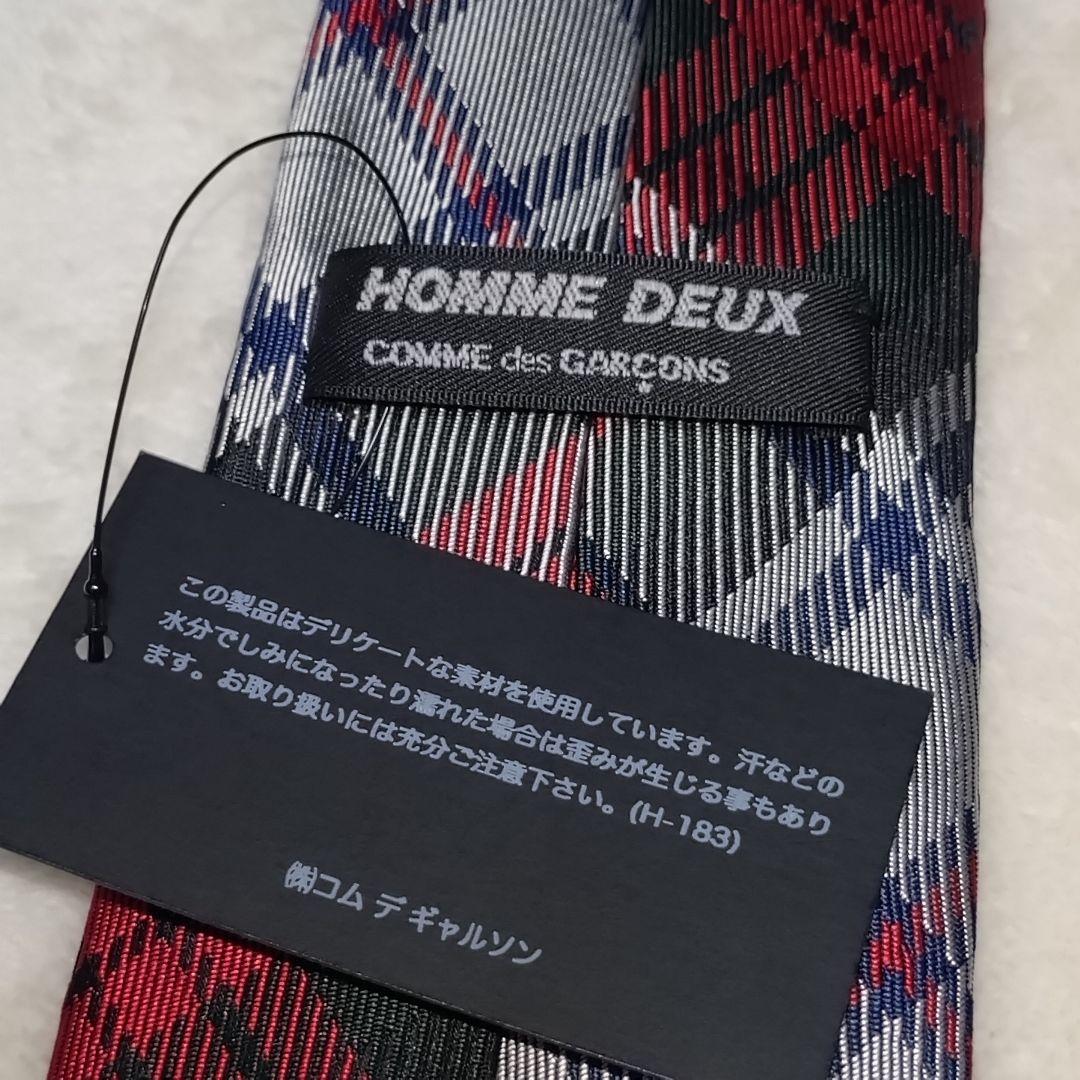 HOMME DEUX
COMME des GARÇONS
この製品はデリケートな素材を使用しています。汗などの
水分でしみになったり濡れた場合は歪みが生じる事もあり
ます。お取り扱いには充分ご注意下さい。(H-183)
㈱コム デ ギャルソン